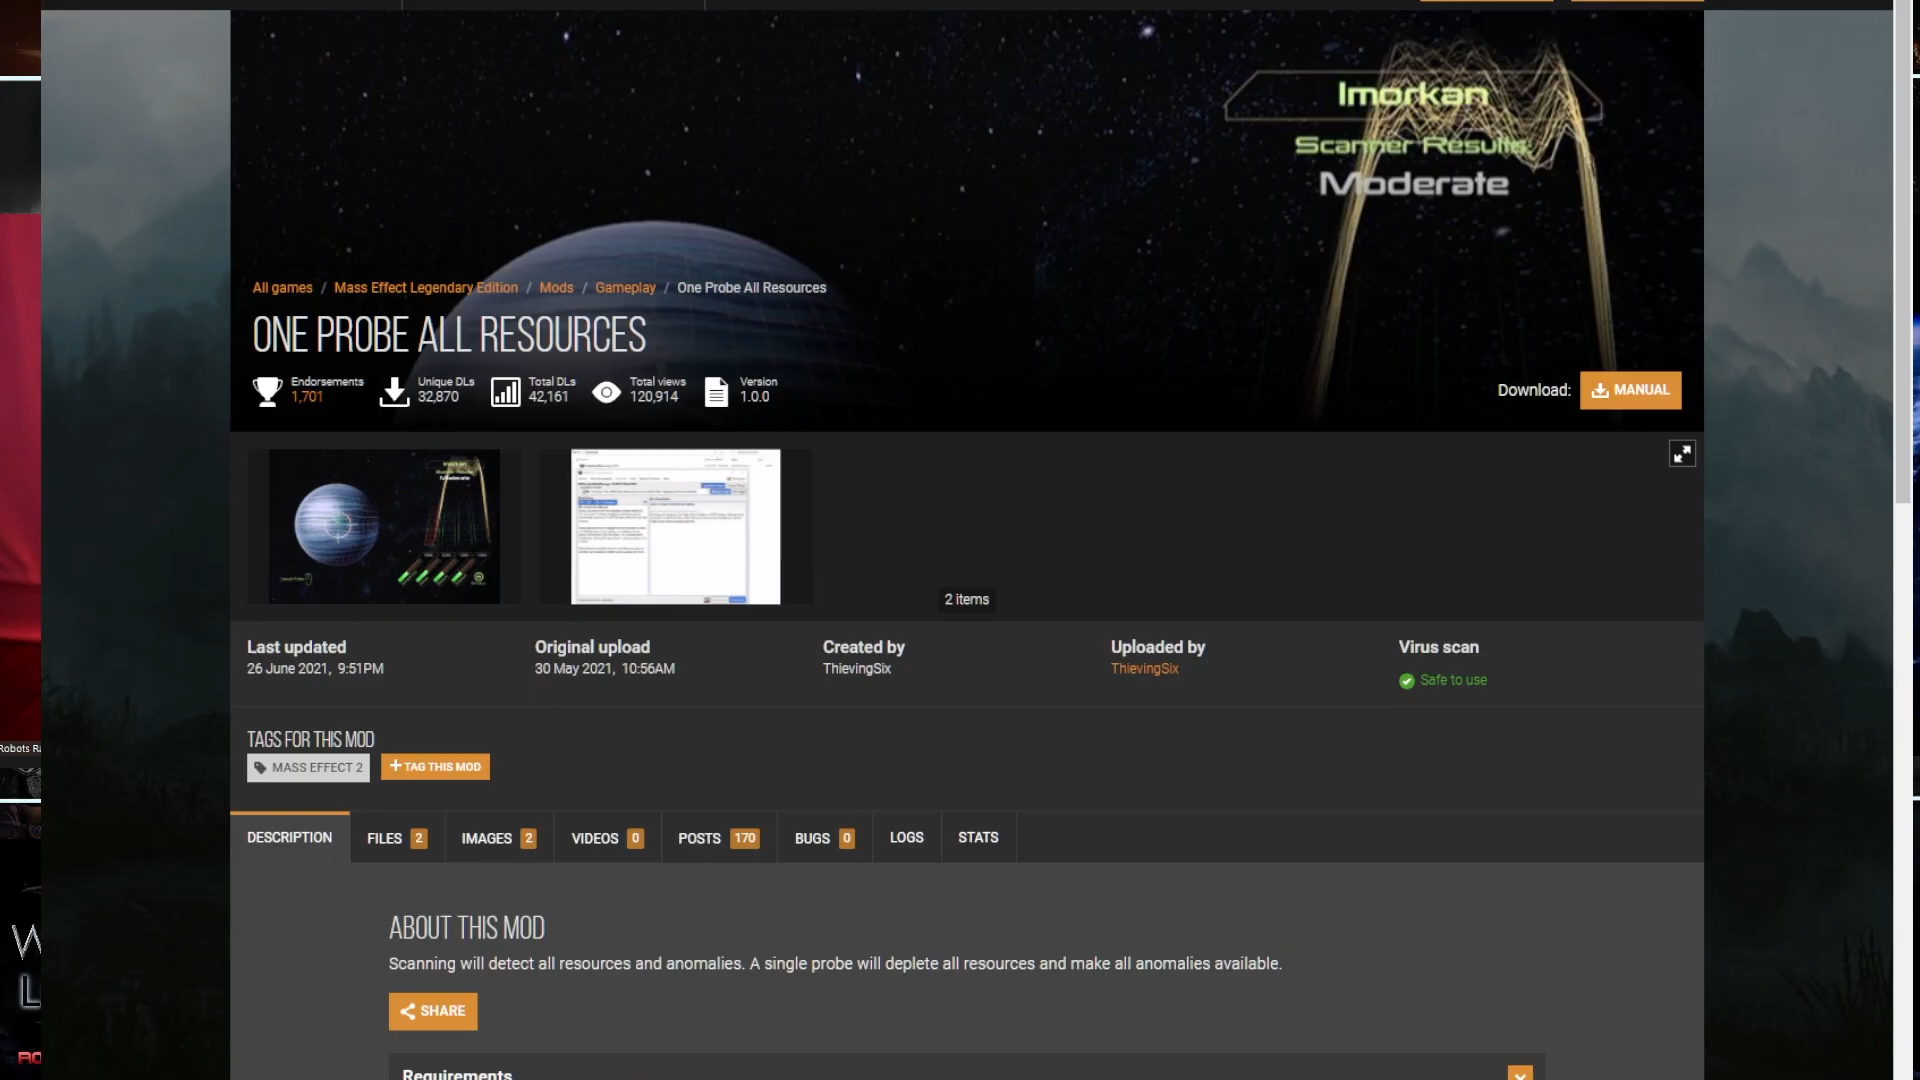 Imorkan
Scanner Results:
Moderate
All games / Mass Effect Legendary Edition / Mods / Gameplay / One Probe All Resources
ONE PROBE ALL RESOURCES
Endorsements
1,701
Unique DLs
32,870
Total DLs
42,161
Total views
120,914
Version
1.0.0
Download: MANUAL
2 items
Last updated
26 June 2021, 9:51PM
Original upload
30 May 2021, 10:56AM
Created by
ThievingSix
Uploaded by
ThievingSix
Virus scan
Safe to use
TAGS FOR THIS MOD
MASS EFFECT 2
+ TAG THIS MOD
DESCRIPTION
FILES 2
IMAGES 2
VIDEOS 0
POSTS 170
BUGS 0
LOGS
STATS
ABOUT THIS MOD
Scanning will detect all resources and anomalies. A single probe will deplete all resources and make all anomalies available.
SHARE
Requirements
Robots